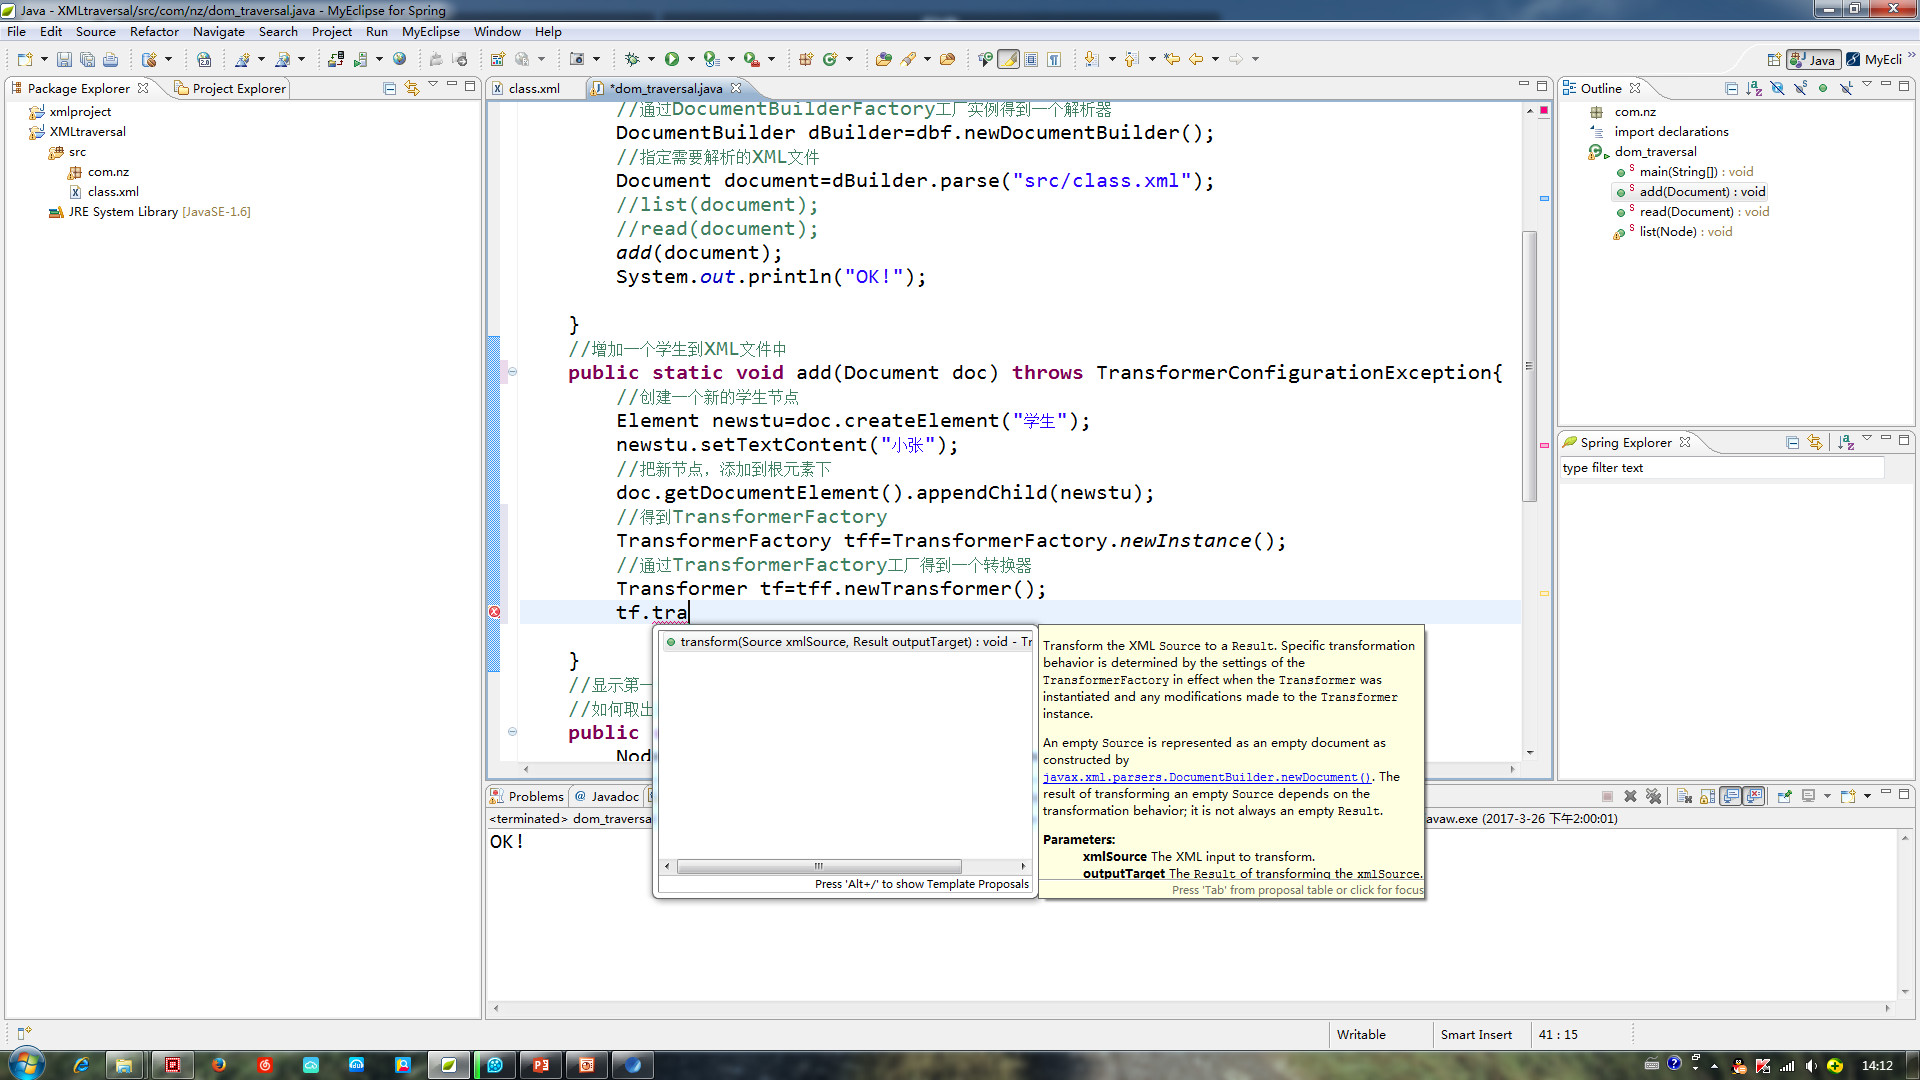 Java - XMLtraversal/src/com/nz/dom_traversal.java - MyEclipse for Spring
File Edit Source Refactor Navigate Search Project Run MyEclipse Window Help
Java MyEcli
Package Explorer Project Explorer
xmlproject
XMLtraversal
src
com.nz
class.xml
JRE System Library [JavaSE-1.6]
class.xml *dom_traversal.java
//通过DocumentBuilderFactory工厂实例得到一个解析器
DocumentBuilder dBuilder=dbf.newDocumentBuilder();
//指定需要解析的XML文件
Document document=dBuilder.parse("src/class.xml");
//list(document);
//read(document);
add(document);
System.out.println("OK!");
}
//增加一个学生到XML文件中
public static void add(Document doc) throws TransformerConfigurationException{
//创建一个新的学生节点
Element newstu=doc.createElement("学生");
newstu.setTextContent("小张");
//把新节点，添加到根元素下
doc.getDocumentElement().appendChild(newstu);
//得到TransformerFactory
TransformerFactory tff=TransformerFactory.newInstance();
//通过TransformerFactory工厂得到一个转换器
Transformer tf=tff.newTransformer();
tf.tra
}
//显示第一
//如何取出
public
Nod
transform(Source xmlSource, Result outputTarget) : void - Tr
Press 'Alt+/' to show Template Proposals
Transform the XML Source to a Result. Specific transformation
behavior is determined by the settings of the
TransformerFactory in effect when the Transformer was
instantiated and any modifications made to the Transformer
instance.
An empty Source is represented as an empty document as
constructed by
javax.xml.parsers.DocumentBuilder.newDocument(). The
result of transforming an empty Source depends on the
transformation behavior; it is not always an empty Result.
Parameters:
xmlSource The XML input to transform.
outputTarget The Result of transforming the xmlSource.
Press 'Tab' from proposal table or click for focus
Outline
com.nz
import declarations
dom_traversal
main(String[]) : void
add(Document) : void
read(Document) : void
list(Node) : void
Spring Explorer
type filter text
Problems @ Javadoc
<terminated> dom_traversa
avaw.exe (2017-3-26 下午2:00:01)
OK!
Writable Smart Insert 41 : 15
14:12